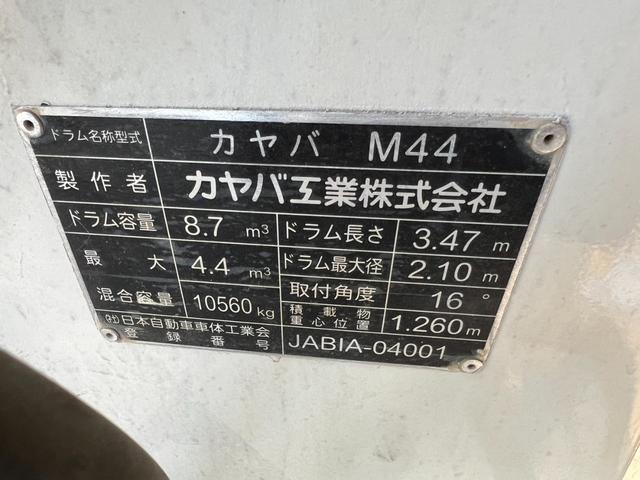 ドラム名称型式 カヤバ M44
製作者 カヤバ工業株式会社
ドラム容量 8.7 m³ ドラム長さ 3.47 m
最大 4.4 m³ ドラム最大径 2.10 m
混合容量 10560 kg 取付角度 16°
積載物重心位置 1.260 m
㈳日本自動車車体工業会
登録番号 JABIA-04001